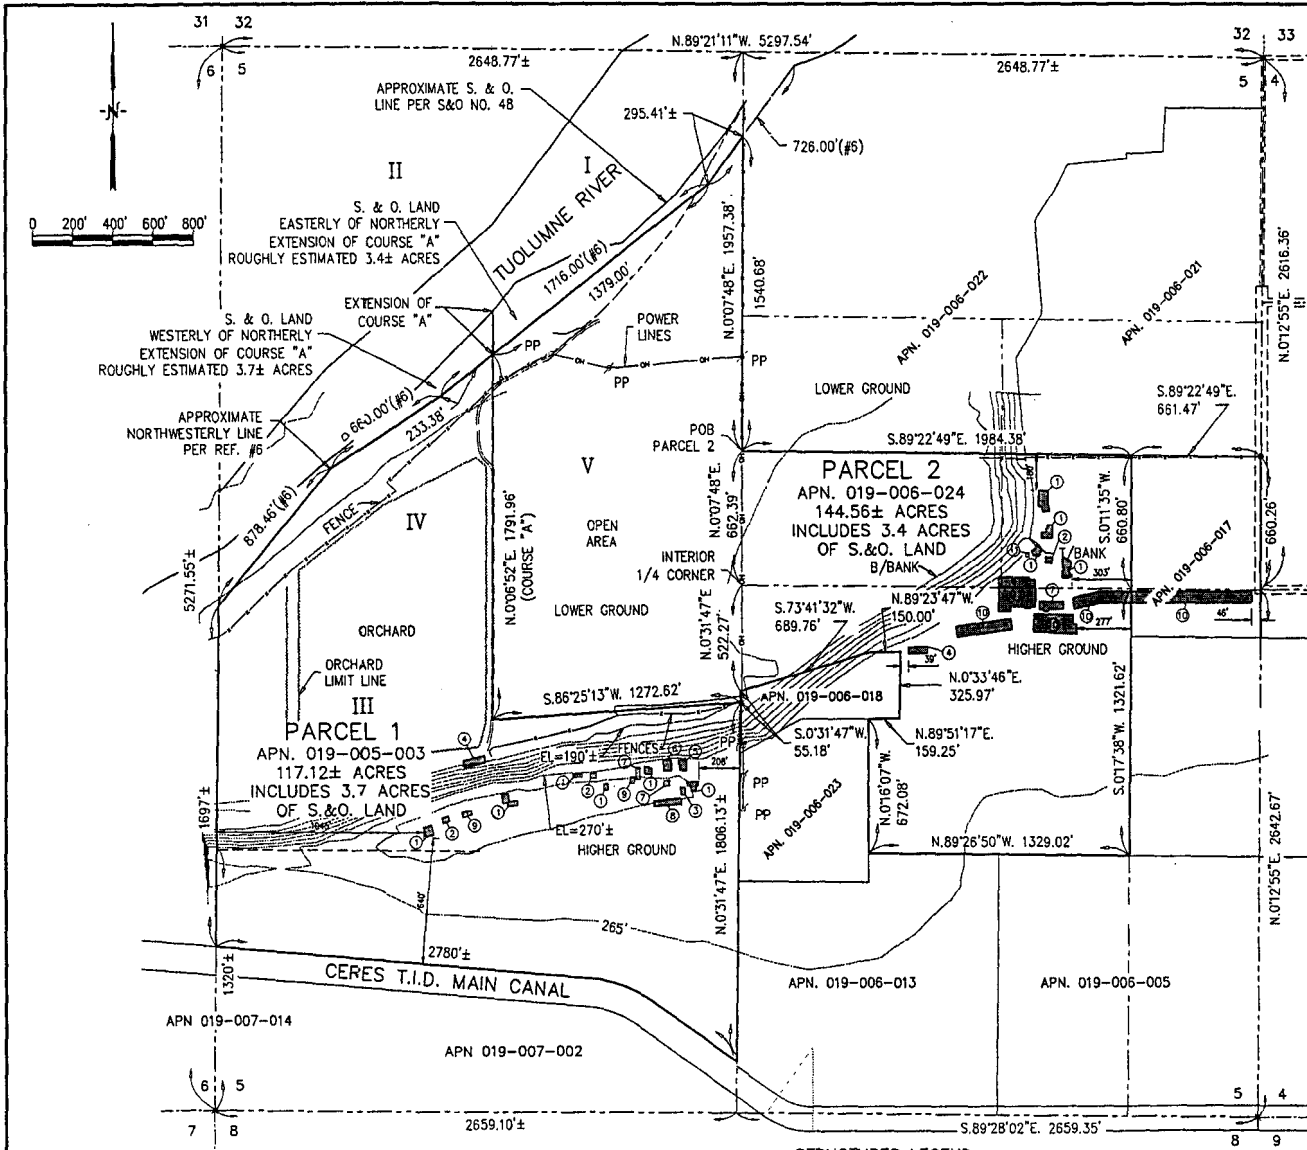 31 32
32 33
6 5
5 4
N.89°21'11"W. 5297.54'
2648.77'±
2648.77'±
-N-
APPROXIMATE S. & O.
LINE PER S&O NO. 48
295.41'±
726.00'(#6)
II
I
TUOLUMNE RIVER
0 200' 400' 600' 800'
S. & O. LAND
EASTERLY OF NORTHERLY
EXTENSION OF COURSE "A"
ROUGHLY ESTIMATED 3.4± ACRES
1716.00'(#6)
1379.00'
N.0°07'48"E. 1957.38'
1540.68'
APN. 019-006-022
APN. 019-006-021
N.0°12'55"E. 2616.36'
EXTENSION OF
COURSE "A"
S. & O. LAND
WESTERLY OF NORTHERLY
EXTENSION OF COURSE "A"
ROUGHLY ESTIMATED 3.7± ACRES
PP
POWER
LINES
OH
OH
OH
PP
PP
LOWER GROUND
S.89°22'49"E.
661.47'
APPROXIMATE
NORTHWESTERLY LINE
PER REF. #6
233.38'
POB
PARCEL 2
S.89°22'49"E. 1984.38'
878.46'(#6)
FENCE
IV
V
OPEN
AREA
LOWER GROUND
N.0°06'52"E. 1791.96'
(COURSE "A")
N.0°07'48"E.
662.39'
PARCEL 2
APN. 019-006-024
144.56± ACRES
INCLUDES 3.4 ACRES
OF S.&O. LAND
B/BANK
T/BANK
S.0°11'35"W.
660.80'
APN. 019-006-017
660.26'
INTERIOR
1/4 CORNER
5271.55'±
ORCHARD
ORCHARD
LIMIT LINE
N.0°31'47"E
522.27'
S.73°41'32"W.
689.76'
N.89°23'47"W.
150.00'
303'
277'
46'
39'
HIGHER GROUND
N.0°33'46"E.
325.97'
III
PARCEL 1
APN. 019-005-003
117.12± ACRES
INCLUDES 3.7 ACRES
OF S.&O. LAND
S.86°25'13"W. 1272.62'
APN. 019-006-018
S.0°31'47"W.
55.18'
N.89°51'17"E.
159.25'
EL=190'±
FENCES
PP
208'
PP
PP
1697'±
EL=270'±
HIGHER GROUND
N.0°31'47"E. 1806.13'±
APN. 019-006-023
N.0°16'07"W.
672.08'
S.0°17'38"W. 1321.62'
N.89°26'50"W. 1329.02'
N.0°12'55"E. 2642.67'
640'
265'
2780'±
1320'±
CERES T.I.D. MAIN CANAL
APN. 019-006-013
APN. 019-006-005
APN 019-007-014
APN 019-007-002
6 5
5 4
7 8
2659.10'±
S.89°28'02"E. 2659.35'
8 9